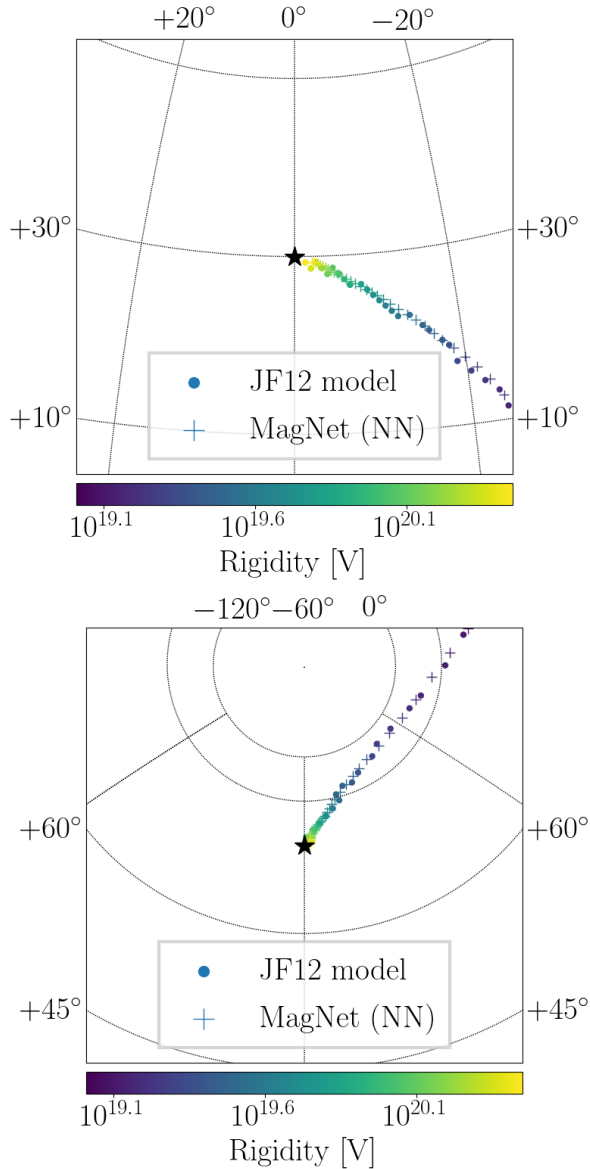 +20° 0° −20°
+30° +30°
JF12 model
+10° MagNet (NN) +10°
10^19.1 10^19.6 10^20.1
Rigidity [V]
−120° −60° 0°
+60° +60°
JF12 model
+45° MagNet (NN) +45°
10^19.1 10^19.6 10^20.1
Rigidity [V]